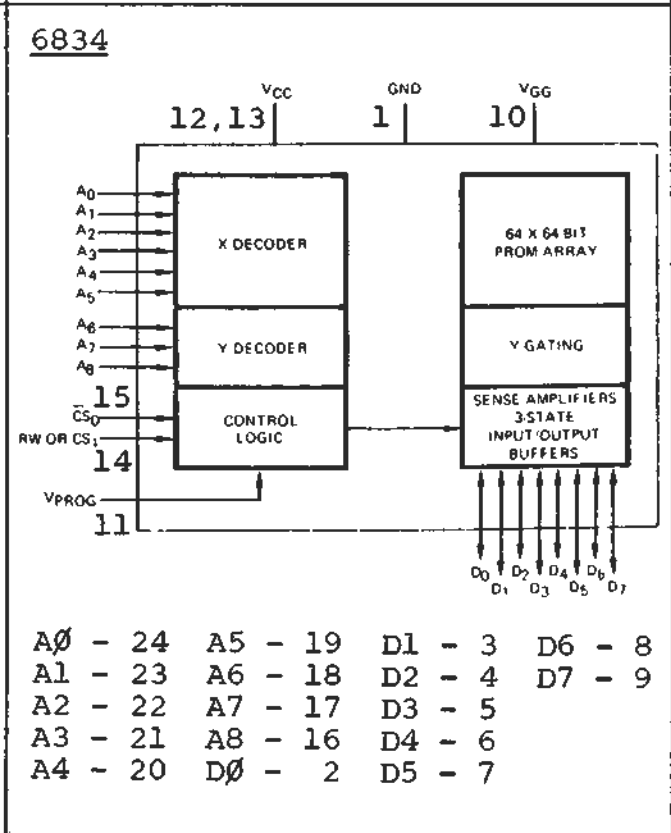 6834
VCC GND VGG
12,13 1 10
A0
A1
A2
A3
A4
A5
A6
A7
A8
X DECODER
Y DECODER
CONTROL
LOGIC
64 X 64 BIT
PROM ARRAY
Y GATING
SENSE AMPLIFIERS
3-STATE
INPUT/OUTPUT
BUFFERS
15
C̅S̅0
RW OR CS1
14
VPROG
11
D0 D1 D2 D3 D4 D5 D6 D7
AØ - 24 A5 - 19 D1 - 3 D6 - 8
A1 - 23 A6 - 18 D2 - 4 D7 - 9
A2 - 22 A7 - 17 D3 - 5
A3 - 21 A8 - 16 D4 - 6
A4 - 20 DØ - 2 D5 - 7